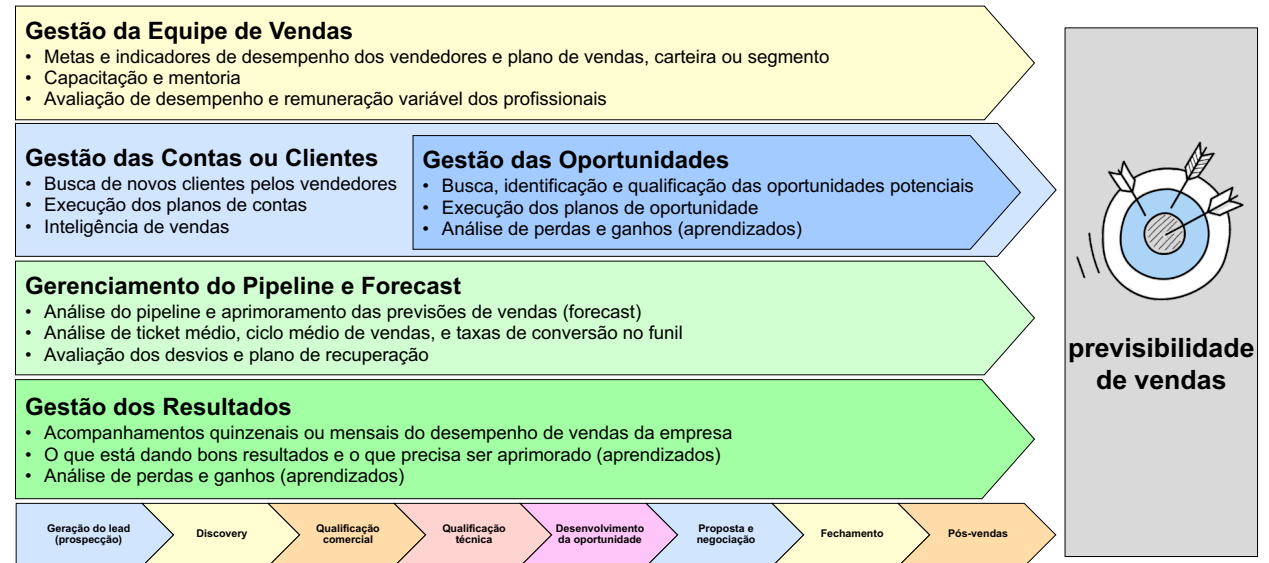 Gestão da Equipe de Vendas
• Metas e indicadores de desempenho dos vendedores e plano de vendas, carteira ou segmento
• Capacitação e mentoria
• Avaliação de desempenho e remuneração variável dos profissionais
Gestão das Contas ou Clientes
• Busca de novos clientes pelos vendedores
• Execução dos planos de contas
• Inteligência de vendas
Gestão das Oportunidades
• Busca, identificação e qualificação das oportunidades potenciais
• Execução dos planos de oportunidade
• Análise de perdas e ganhos (aprendizados)
Gerenciamento do Pipeline e Forecast
• Análise do pipeline e aprimoramento das previsões de vendas (forecast)
• Análise de ticket médio, ciclo médio de vendas, e taxas de conversão no funil
• Avaliação dos desvios e plano de recuperação
Gestão dos Resultados
• Acompanhamentos quinzenais ou mensais do desempenho de vendas da empresa
• O que está dando bons resultados e o que precisa ser aprimorado (aprendizados)
• Análise de perdas e ganhos (aprendizados)
Geração do lead
(prospecção)
Discovery
Qualificação
comercial
Qualificação
técnica
Desenvolvimento
da oportunidade
Proposta e
negociação
Fechamento
Pós-vendas
previsibilidade
de vendas